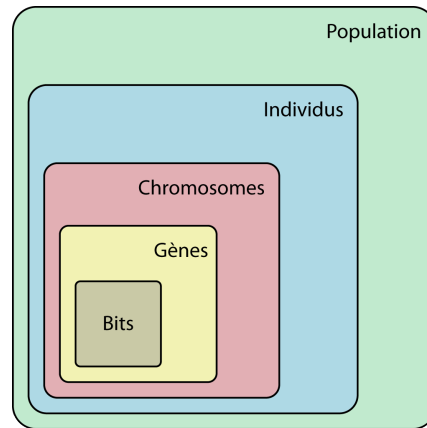 Population
Individus
Chromosomes
Gènes
Bits